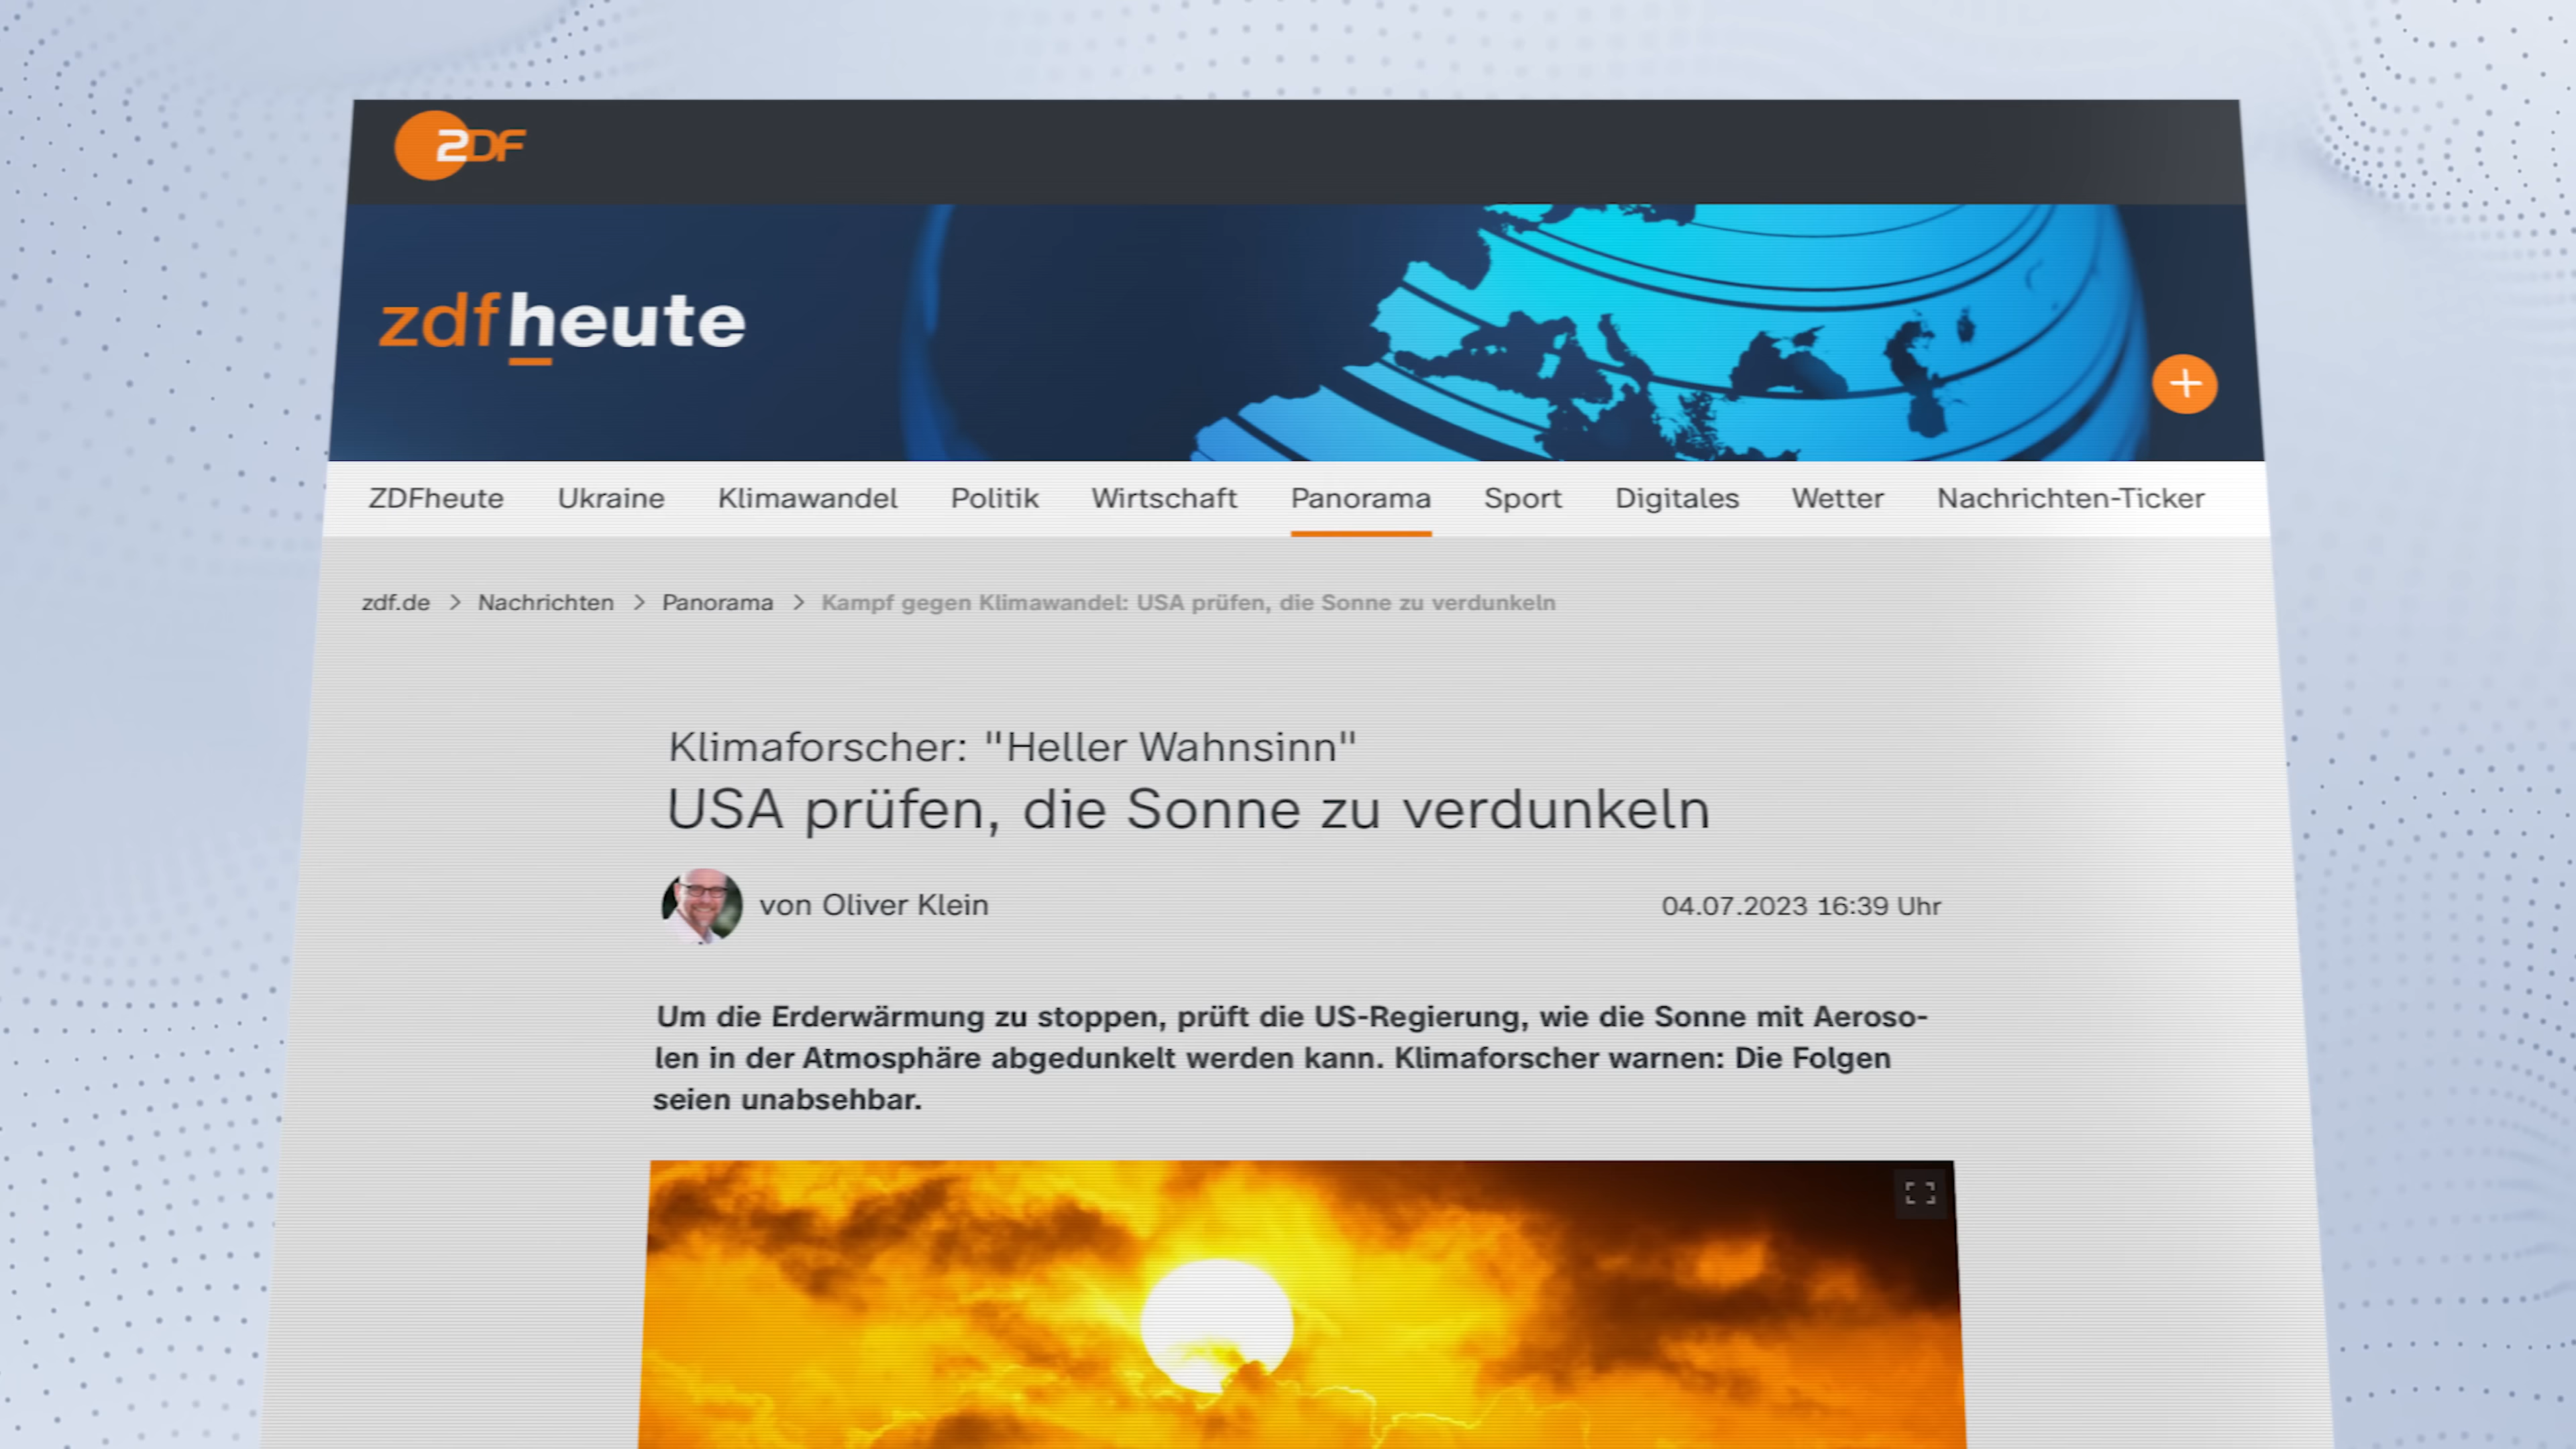 ZDF
zdfheute
ZDFheute Ukraine Klimawandel Politik Wirtschaft Panorama Sport Digitales Wetter Nachrichten-Ticker
zdf.de > Nachrichten > Panorama > Kampf gegen Klimawandel: USA prüfen, die Sonne zu verdunkeln
Klimaforscher: "Heller Wahnsinn"
USA prüfen, die Sonne zu verdunkeln
von Oliver Klein 04.07.2023 16:39 Uhr
Um die Erderwärmung zu stoppen, prüft die US-Regierung, wie die Sonne mit Aeroso-
len in der Atmosphäre abgedunkelt werden kann. Klimaforscher warnen: Die Folgen
seien unabsehbar.